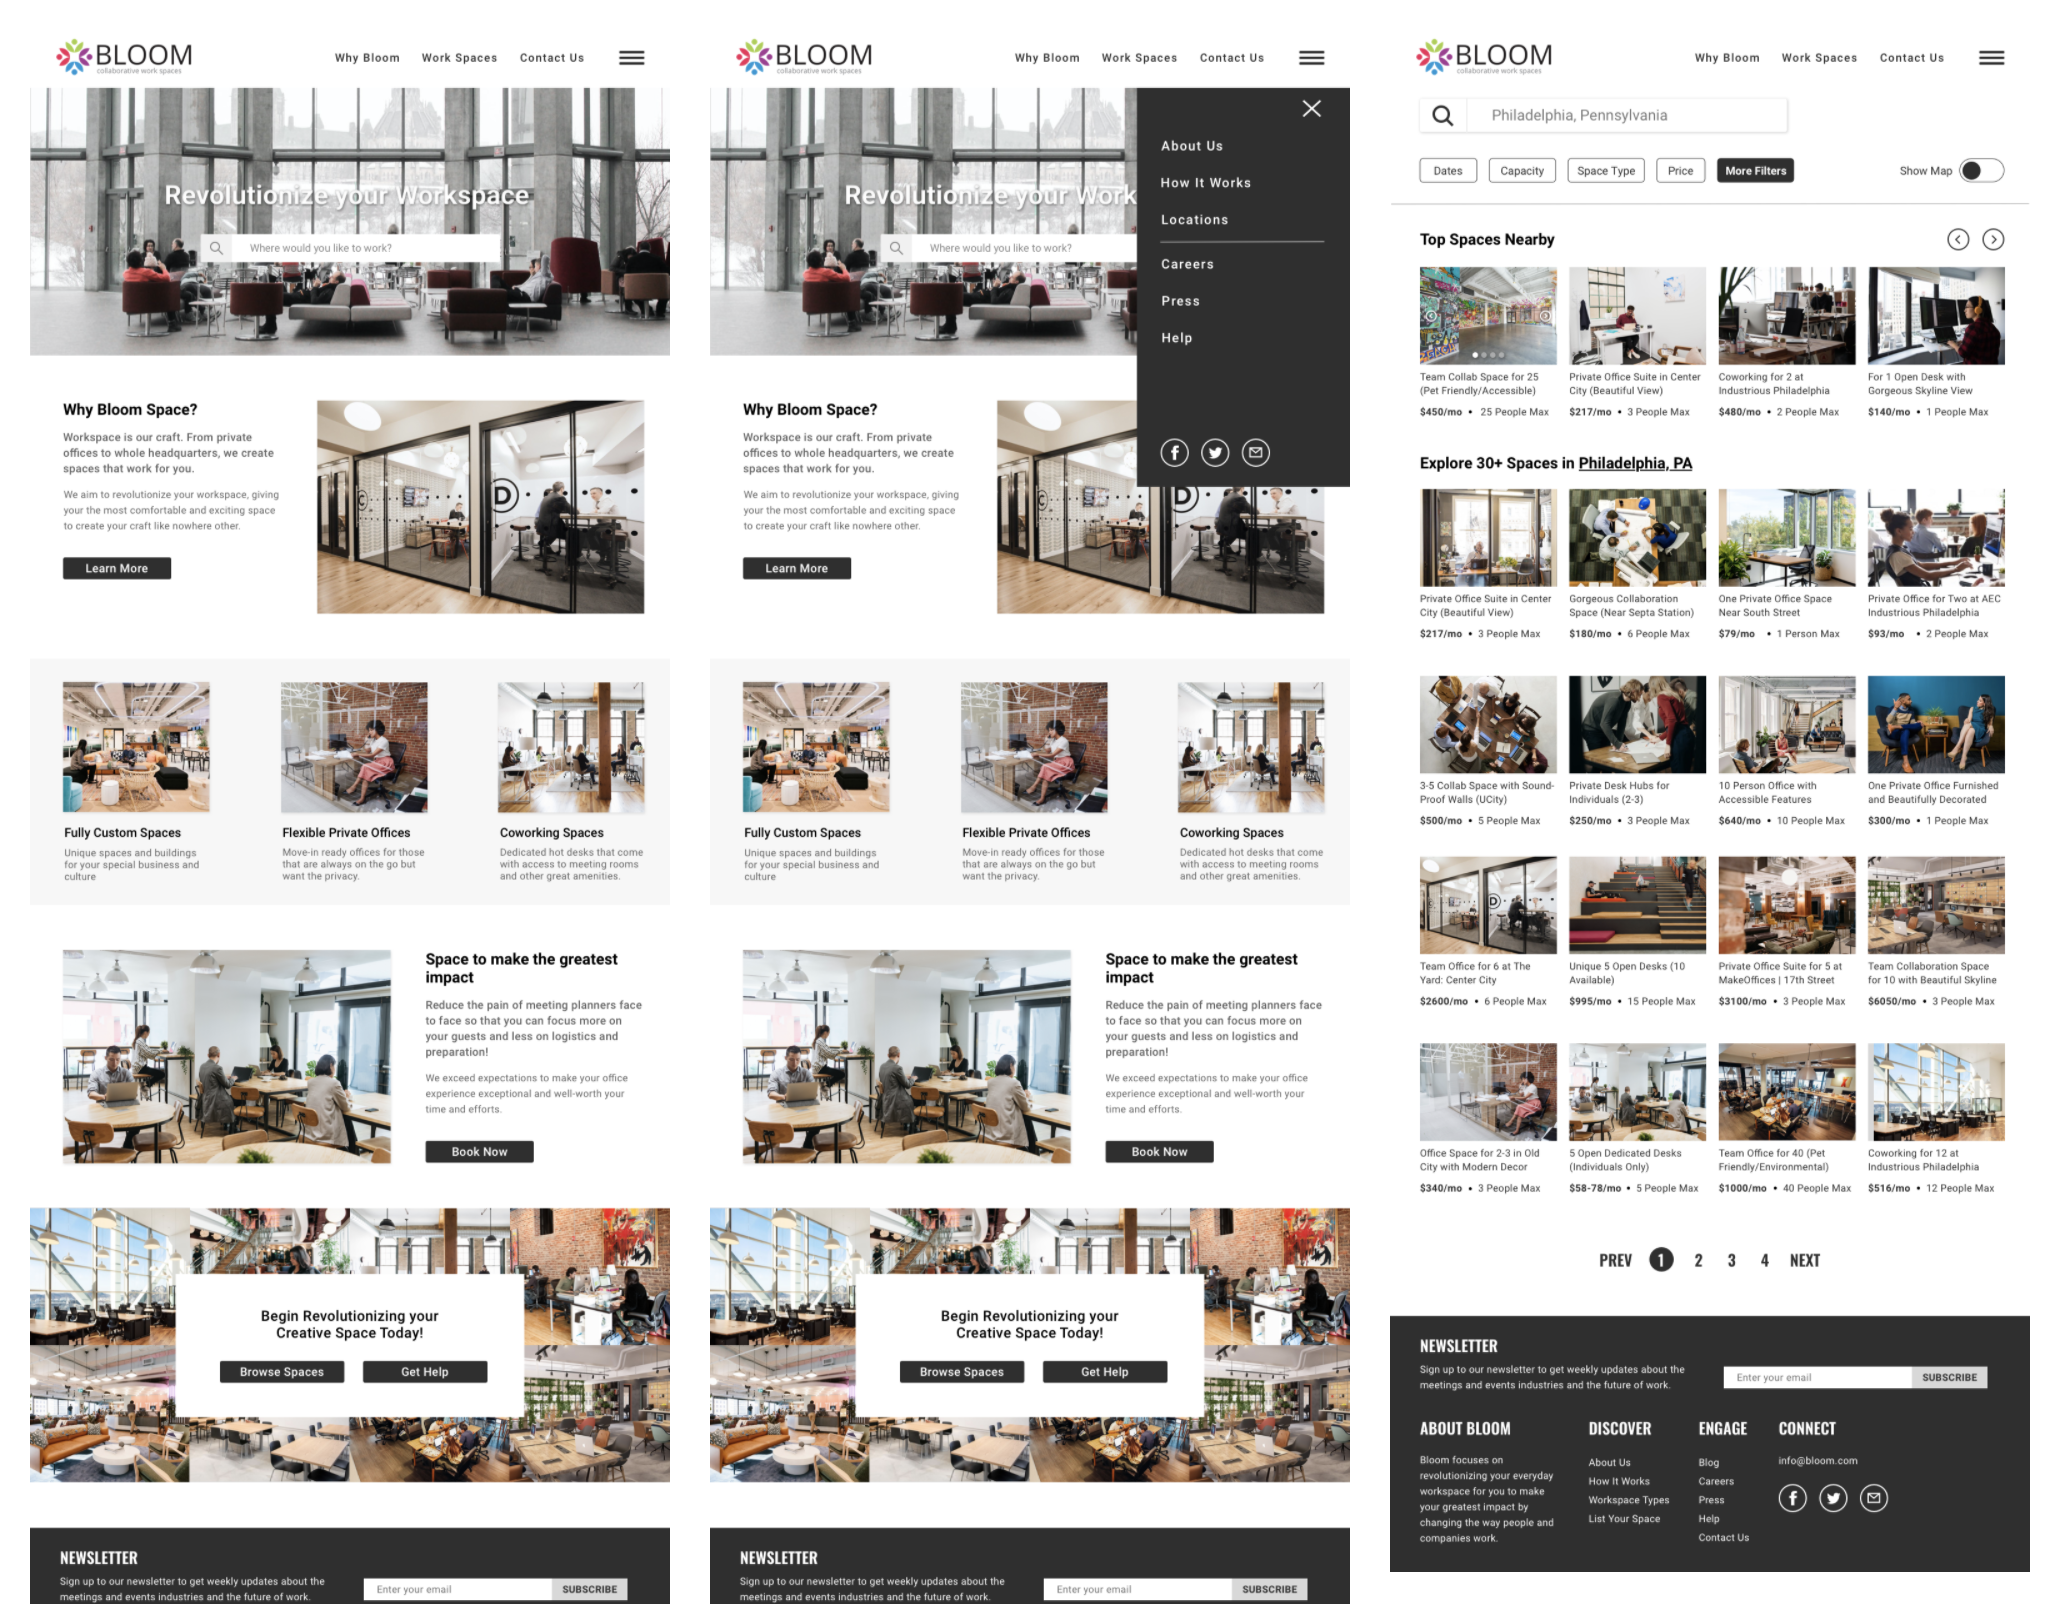 BLOOM
collaborative work spaces
Why Bloom
Work Spaces
Contact Us
Revolutionize your Workspace
Where would you like to work?
Why Bloom Space?
Workspace is our craft. From private
offices to whole headquarters, we create
spaces that work for you.
We aim to revolutionize your workspace, giving
your the most comfortable and exciting space
to create your craft like nowhere other.
Learn More
C
D
Fully Custom Spaces
Unique spaces and buildings
for your special business and
culture
Flexible Private Offices
Move-in ready offices for those
that are always on the go but
want the privacy.
Coworking Spaces
Dedicated hot desks that come
with access to meeting rooms
and other great amenities.
Space to make the greatest
impact
Reduce the pain of meeting planners face
to face so that you can focus more on
your guests and less on logistics and
preparation!
We exceed expectations to make your office
experience exceptional and well-worth your
time and efforts.
Book Now
Begin Revolutionizing your
Creative Space Today!
Browse Spaces
Get Help
NEWSLETTER
Sign up to our newsletter to get weekly updates about the
meetings and events industries and the future of work.
Enter your email
SUBSCRIBE
BLOOM
collaborative work spaces
Why Bloom
Work Spaces
Contact Us
Revolutionize your Work
Where would you like to work?
About Us
How It Works
Locations
Careers
Press
Help
Why Bloom Space?
Workspace is our craft. From private
offices to whole headquarters, we create
spaces that work for you.
We aim to revolutionize your workspace, giving
your the most comfortable and exciting space
to create your craft like nowhere other.
Learn More
C
D
Fully Custom Spaces
Unique spaces and buildings
for your special business and
culture
Flexible Private Offices
Move-in ready offices for those
that are always on the go but
want the privacy.
Coworking Spaces
Dedicated hot desks that come
with access to meeting rooms
and other great amenities.
Space to make the greatest
impact
Reduce the pain of meeting planners face
to face so that you can focus more on
your guests and less on logistics and
preparation!
We exceed expectations to make your office
experience exceptional and well-worth your
time and efforts.
Book Now
Begin Revolutionizing your
Creative Space Today!
Browse Spaces
Get Help
NEWSLETTER
Sign up to our newsletter to get weekly updates about the
meetings and events industries and the future of work.
Enter your email
SUBSCRIBE
BLOOM
collaborative work spaces
Why Bloom
Work Spaces
Contact Us
Philadelphia, Pennsylvania
Dates
Capacity
Space Type
Price
More Filters
Show Map
Top Spaces Nearby
Team Collab Space for 25
(Pet Friendly/Accessible)
$450/mo • 25 People Max
Private Office Suite in Center
City (Beautiful View)
$217/mo • 3 People Max
Coworking for 2 at
Industrious Philadelphia
$480/mo • 2 People Max
For 1 Open Desk with
Gorgeous Skyline View
$140/mo • 1 People Max
Explore 30+ Spaces in Philadelphia, PA
Private Office Suite in Center
City (Beautiful View)
$217/mo • 3 People Max
Gorgeous Collaboration
Space (Near Septa Station)
$180/mo • 6 People Max
One Private Office Space
Near South Street
$79/mo • 1 Person Max
Private Office for Two at AEC
Industrious Philadelphia
$93/mo • 2 People Max
3-5 Collab Space with Sound-
Proof Walls (UCity)
$500/mo • 5 People Max
Private Desk Hubs for
Individuals (2-3)
$250/mo • 3 People Max
10 Person Office with
Accessible Features
$640/mo • 10 People Max
One Private Office Furnished
and Beautifully Decorated
$300/mo • 1 People Max
D
Team Office for 6 at The
Yard: Center City
$2600/mo • 6 People Max
Unique 5 Open Desks (10
Available)
$995/mo • 15 People Max
Private Office Suite for 5 at
MakeOffices | 17th Street
$3100/mo • 3 People Max
Team Collaboration Space
for 10 with Beautiful Skyline
$6050/mo • 3 People Max
Office Space for 2-3 in Old
City with Modern Decor
$340/mo • 3 People Max
5 Open Dedicated Desks
(Individuals Only)
$58-78/mo • 5 People Max
Team Office for 40 (Pet
Friendly/Environmental)
$1000/mo • 40 People Max
Coworking for 12 at
Industrious Philadelphia
$516/mo • 12 People Max
PREV 1 2 3 4 NEXT
NEWSLETTER
Sign up to our newsletter to get weekly updates about the
meetings and events industries and the future of work.
Enter your email
SUBSCRIBE
ABOUT BLOOM
Bloom focuses on
revolutionizing your everyday
workspace for you to make
your greatest impact by
changing the way people and
companies work.
DISCOVER
About Us
How It Works
Workspace Types
List Your Space
ENGAGE
Blog
Careers
Press
Help
Contact Us
CONNECT
info@bloom.com